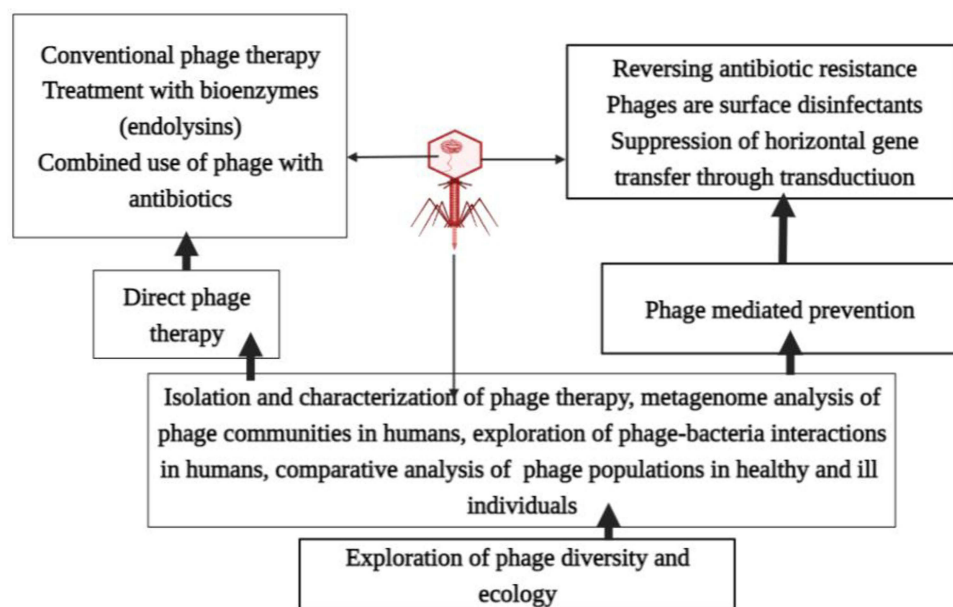 Conventional phage therapy
Treatment with bioenzymes
(endolysins)
Combined use of phage with
antibiotics
Reversing antibiotic resistance
Phages are surface disinfectants
Suppression of horizontal gene
transfer through transductiuon
Direct phage
therapy
Phage mediated prevention
Isolation and characterization of phage therapy, metagenome analysis of
phage communities in humans, exploration of phage-bacteria interactions
in humans, comparative analysis of phage populations in healthy and ill
individuals
Exploration of phage diversity and
ecology